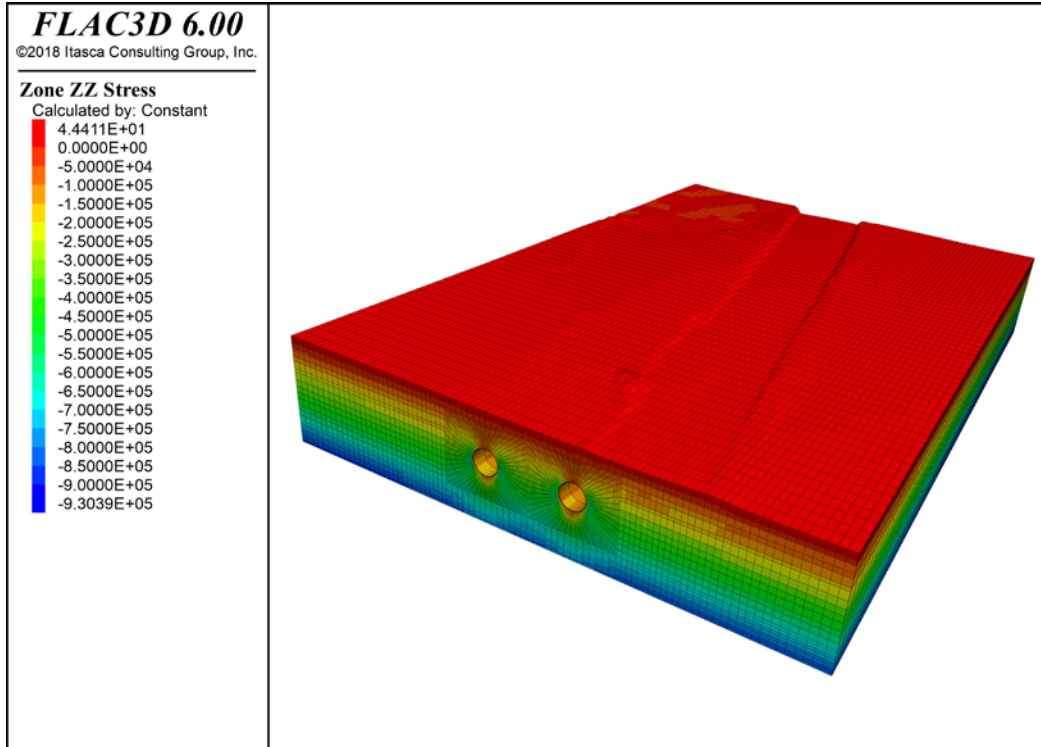 FLAC3D 6.00
©2018 Itasca Consulting Group, Inc.
Zone ZZ Stress
Calculated by: Constant
4.4411E+01
0.0000E+00
-5.0000E+04
-1.0000E+05
-1.5000E+05
-2.0000E+05
-2.5000E+05
-3.0000E+05
-3.5000E+05
-4.0000E+05
-4.5000E+05
-5.0000E+05
-5.5000E+05
-6.0000E+05
-6.5000E+05
-7.0000E+05
-7.5000E+05
-8.0000E+05
-8.5000E+05
-9.0000E+05
-9.3039E+05